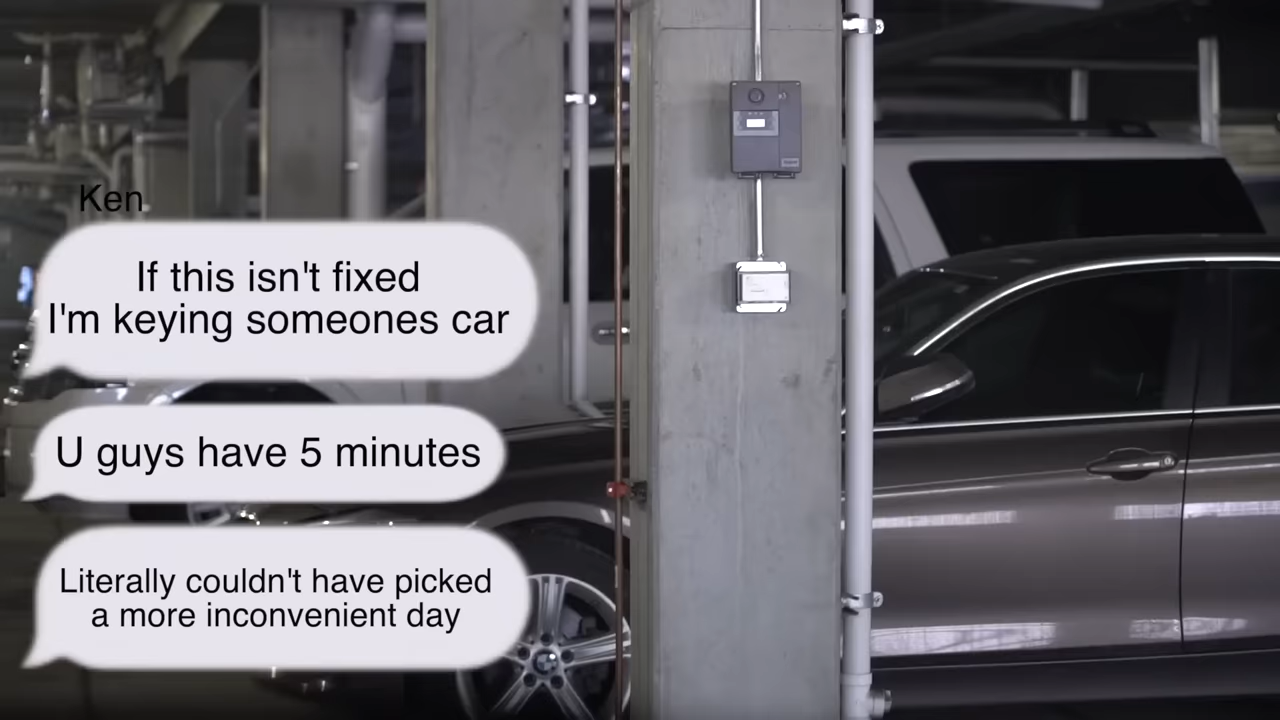 Ken
If this isn't fixed
I'm keying someones car
U guys have 5 minutes
Literally couldn't have picked
a more inconvenient day